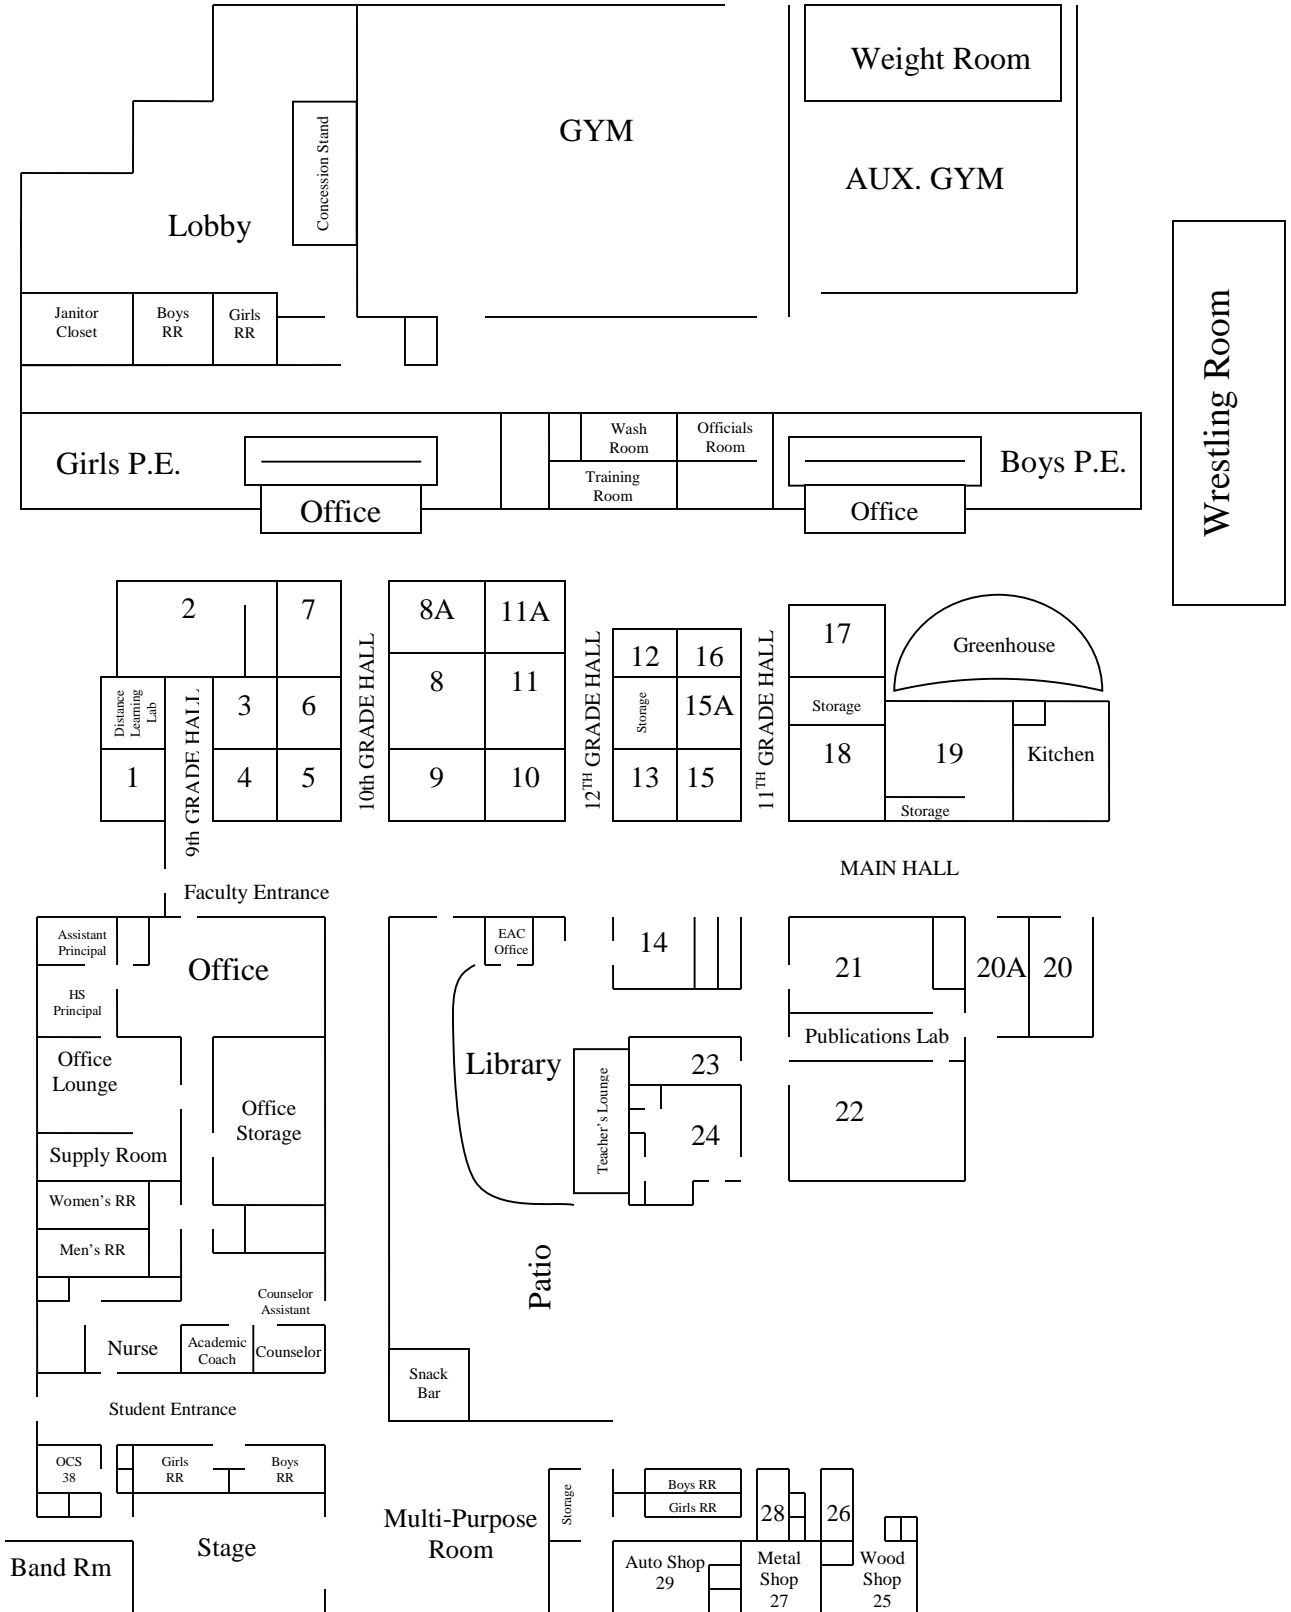 Weight Room
GYM
Concession Stand
AUX. GYM
Lobby
Wrestling Room
Janitor
Closet
Boys
RR
Girls
RR
Girls P.E.
Office
Wash
Room
Officials
Room
Training
Room
Boys P.E.
Office
2
7
8A
11A
12
16
17
Greenhouse
Distance
Learning
Lab
9th GRADE HALL
3
6
10th GRADE HALL
8
11
12TH GRADE HALL
Storage
15A
11TH GRADE HALL
Storage
1
4
5
9
10
13
15
18
19
Kitchen
Storage
MAIN HALL
Faculty Entrance
Assistant
Principal
Office
EAC
Office
14
21
20A
20
HS
Principal
Publications Lab
Office
Lounge
Library
23
Teacher's Lounge
Office
Storage
22
24
Supply Room
Women's RR
Men's RR
Patio
Counselor
Assistant
Nurse
Academic
Coach
Counselor
Snack
Bar
Student Entrance
OCS
38
Girls
RR
Boys
RR
Storage
Boys RR
Girls RR
28
26
Multi-Purpose
Room
Stage
Band Rm
Auto Shop
29
Metal
Shop
27
Wood
Shop
25